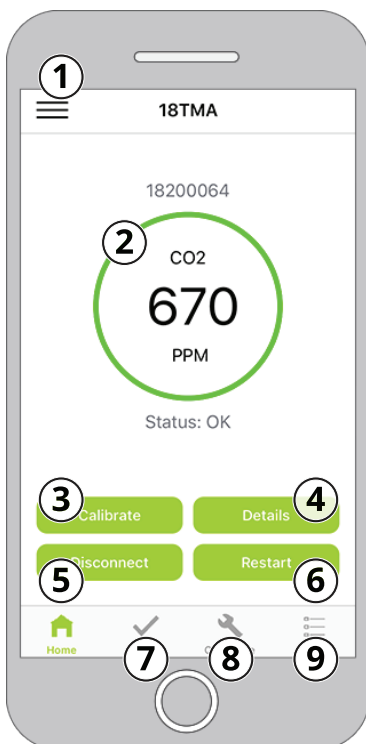 1
18TMA
18200064
2
CO2
670
PPM
Status: OK
3 Calibrate
Details 4
Disconnect
Restart
5
6
Home
7
8
9